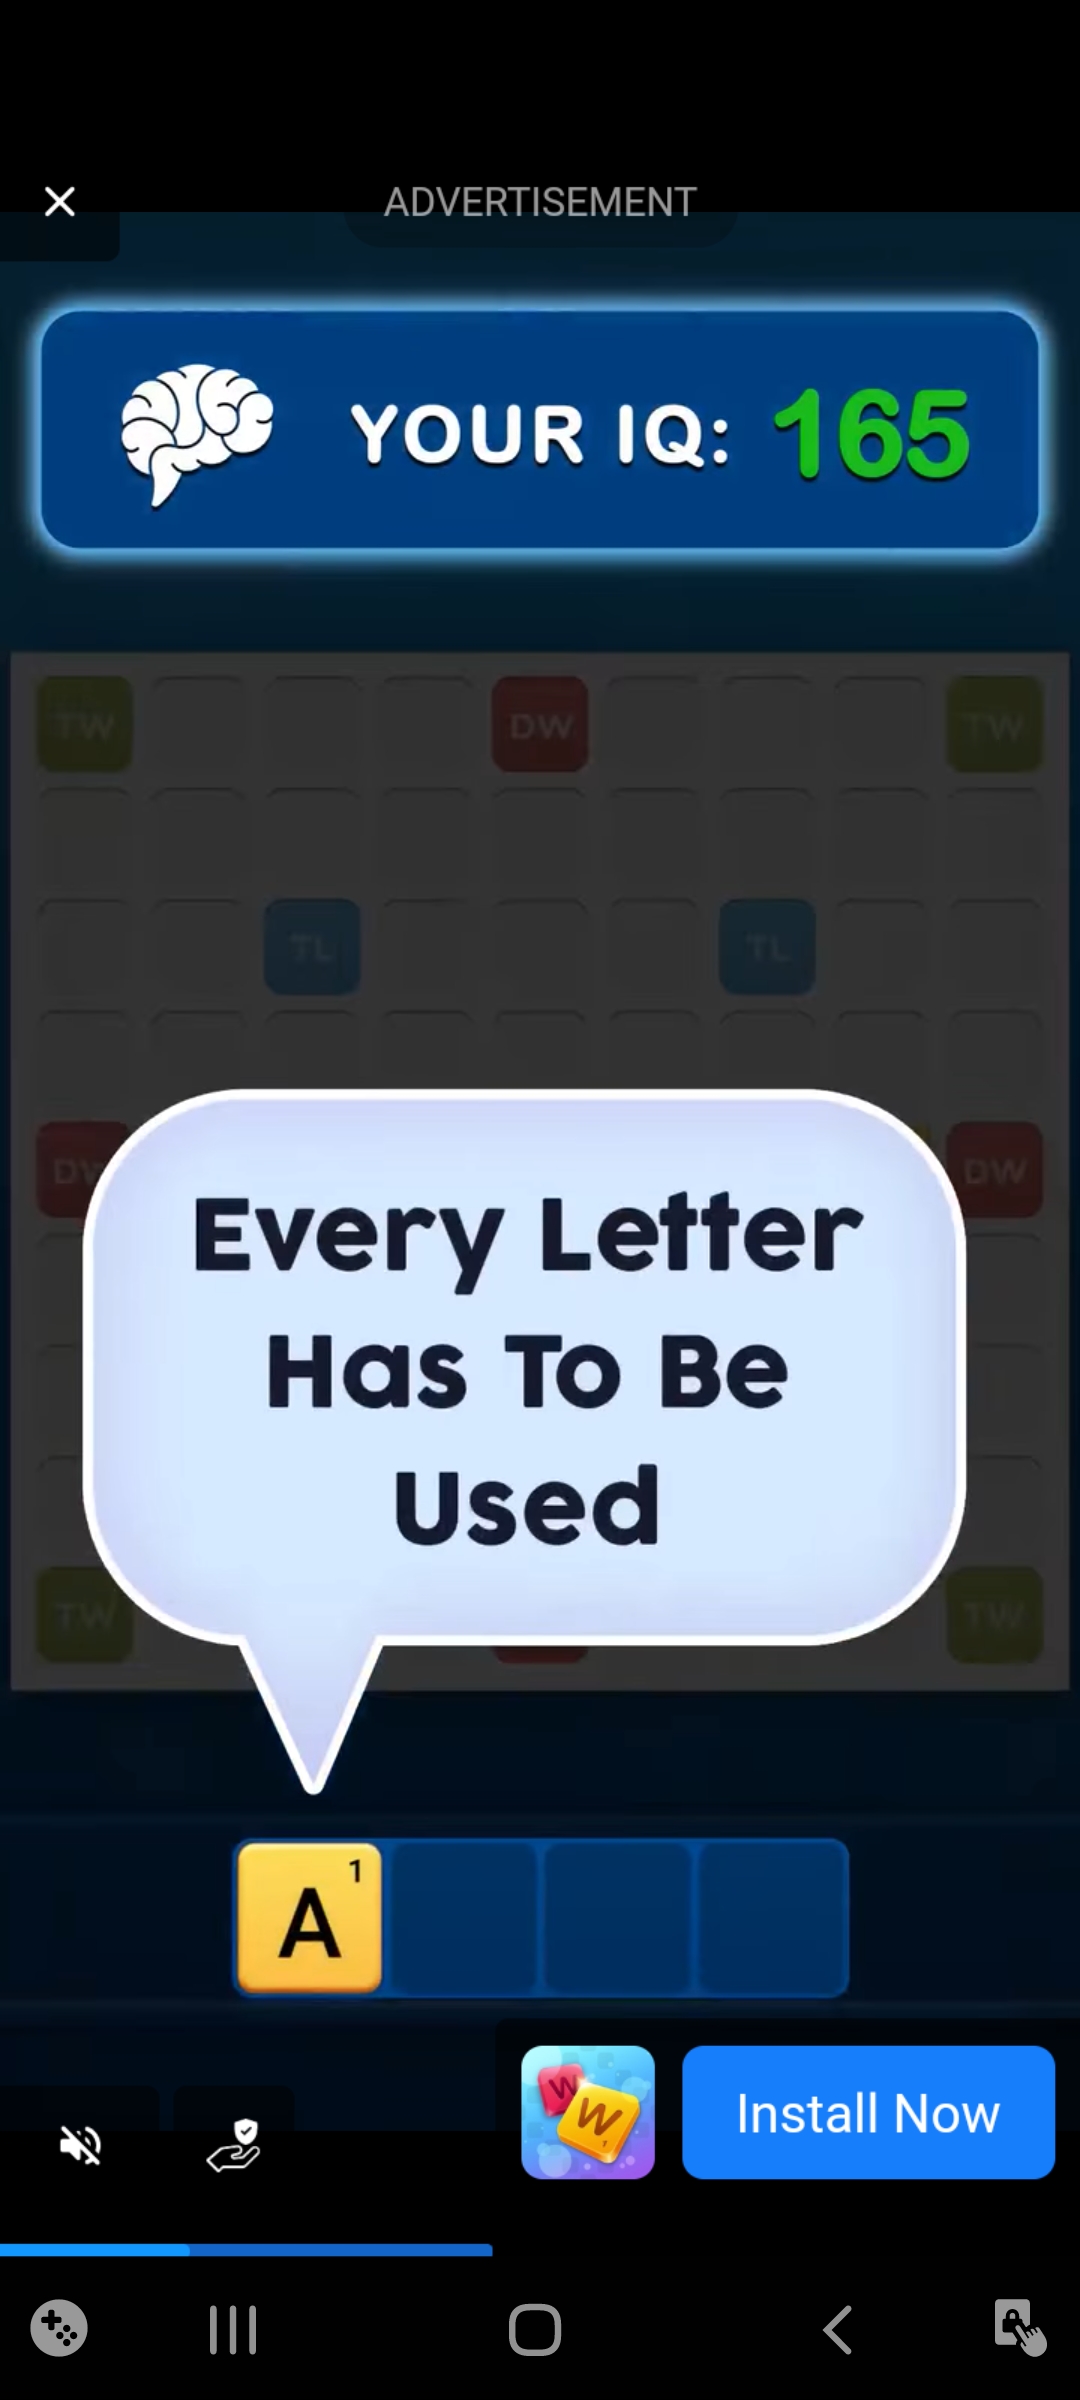 ADVERTISEMENT
YOUR IQ: 165
TW DW TW
TL TL
DW DW
Every Letter
Has To Be
Used
TW TW
A 1
W
W
1
Install Now